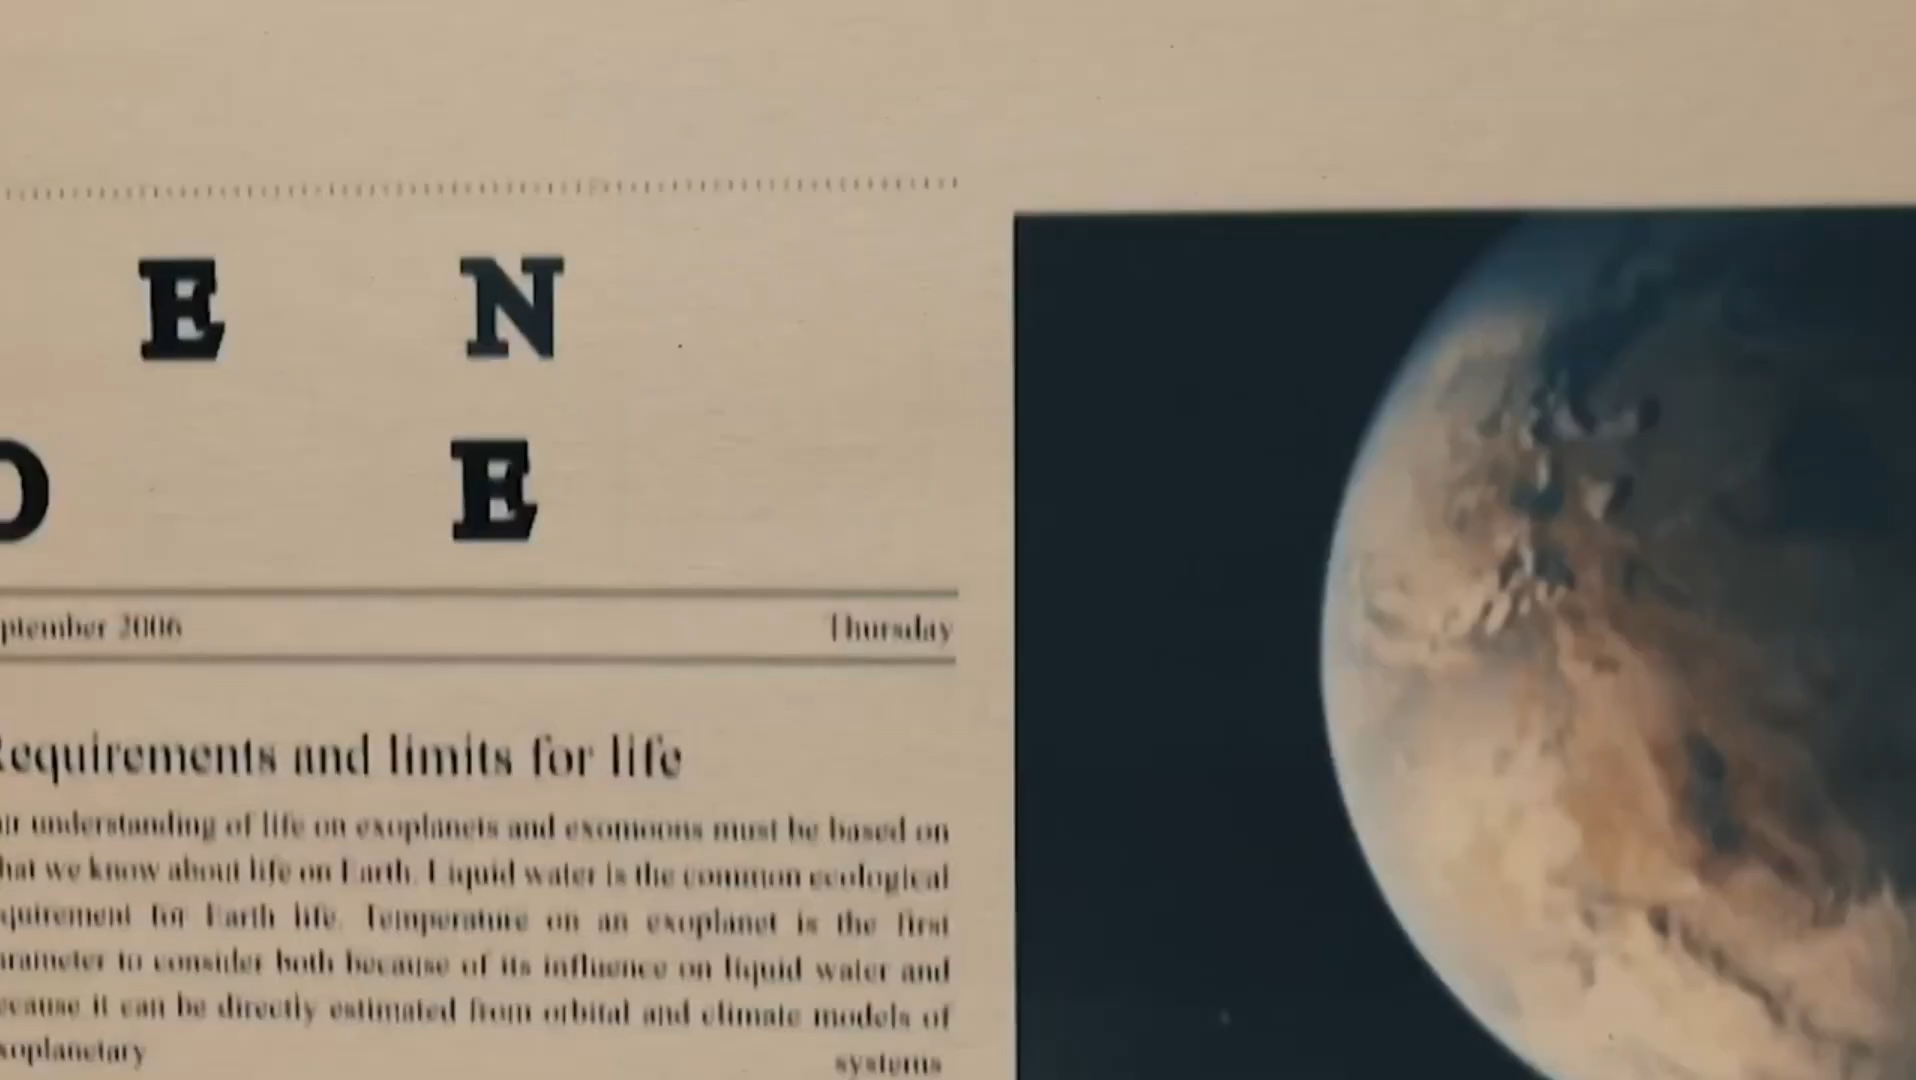 E N
O E
ptember 2006 Thursday
Requirements and limits for life
ur understanding of life on exoplanets and exomoons must be based on
hat we know about life on Earth. Liquid water is the common ecological
quirement for Earth life. Temperature on an exoplanet is the first
arameter to consider both because of its influence on liquid water and
ecause it can be directly estimated from orbital and climate models of
xoplanetary systems